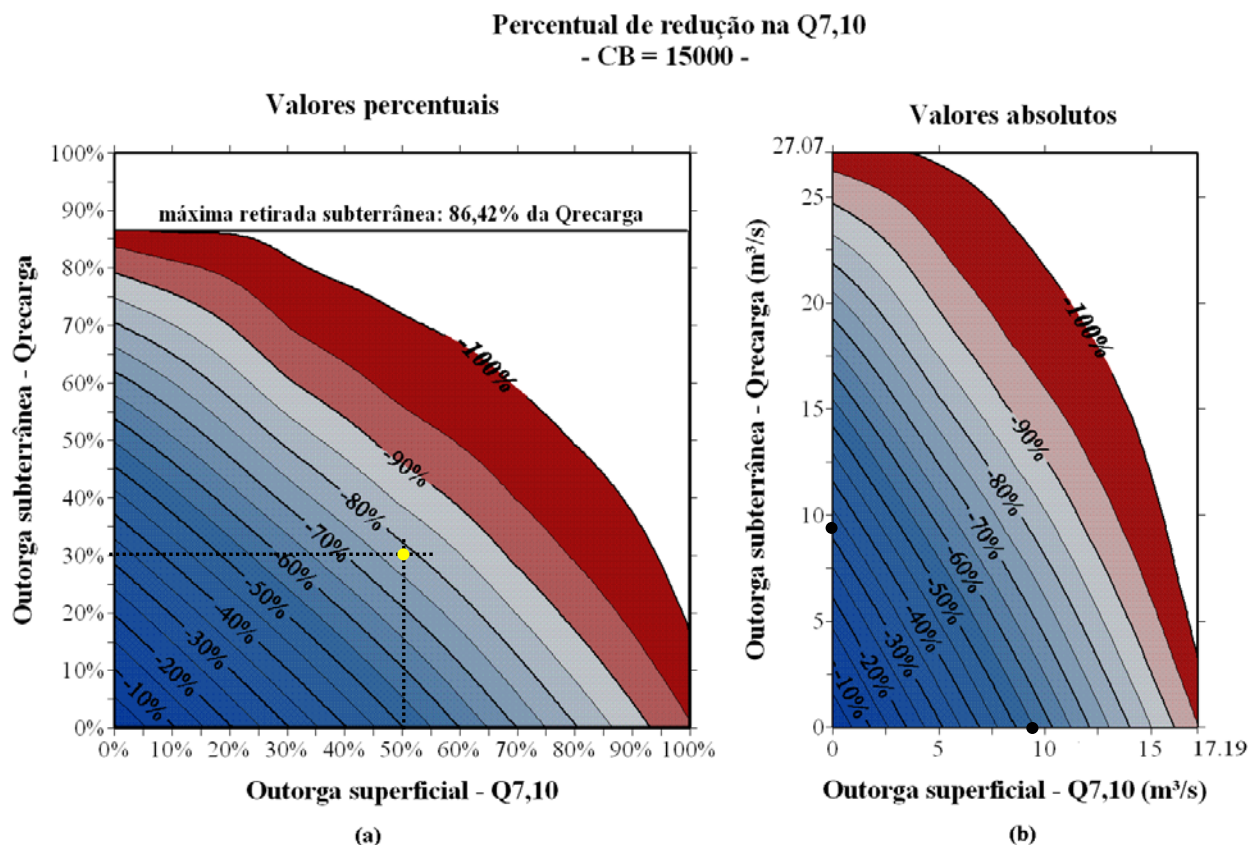 Percentual de redução na Q7,10
- CB = 15000 -
Valores percentuais
100%
90%
80%
70%
60%
50%
40%
30%
20%
10%
0%
Outorga subterrânea - Qrecarga
máxima retirada subterrânea: 86,42% da Qrecarga
-100%
-90%
-80%
-70%
-60%
-50%
-40%
-30%
-20%
-10%
0% 10% 20% 30% 40% 50% 60% 70% 80% 90% 100%
Outorga superficial - Q7,10
(a)
Valores absolutos
27.07
25
20
15
10
5
0
Outorga subterrânea - Qrecarga (m³/s)
-100%
-90%
-80%
-70%
-60%
-50%
-40%
-30%
-20%
-10%
0 5 10 15 17.19
Outorga superficial - Q7,10 (m³/s)
(b)